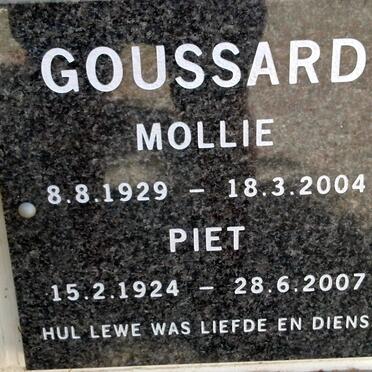 GOUSSARD
MOLLIE
8.8.1929 – 18.3.2004
PIET
15.2.1924 – 28.6.2007
HUL LEWE WAS LIEFDE EN DIENS